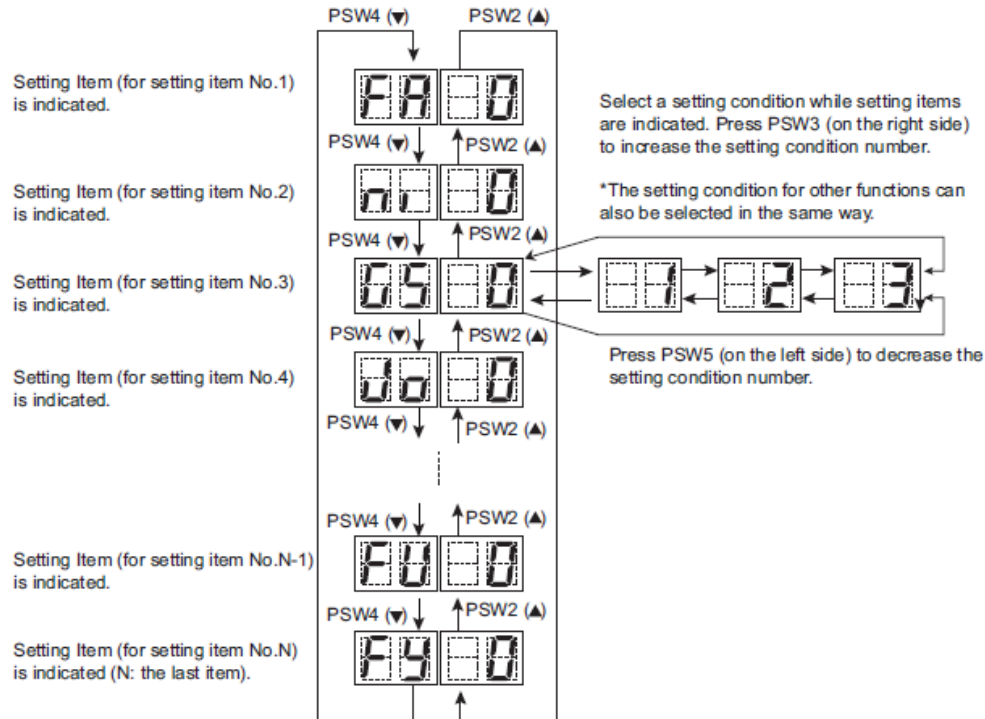 PSW4 (▼) PSW2 (▲)
Setting Item (for setting item No.1)
is indicated.
FA 0
Select a setting condition while setting items
are indicated. Press PSW3 (on the right side)
to increase the setting condition number.
PSW4 (▼) PSW2 (▲)
Setting Item (for setting item No.2)
is indicated.
ni 0
*The setting condition for other functions can
also be selected in the same way.
PSW4 (▼) PSW2 (▲)
Setting Item (for setting item No.3)
is indicated.
GS 0 1 2 3
PSW4 (▼) PSW2 (▲)
Press PSW5 (on the left side) to decrease the
setting condition number.
Setting Item (for setting item No.4)
is indicated.
Jo 0
PSW4 (▼) PSW2 (▲)
PSW4 (▼) PSW2 (▲)
Setting Item (for setting item No.N-1)
is indicated.
FU 0
PSW4 (▼) PSW2 (▲)
Setting Item (for setting item No.N)
is indicated (N: the last item).
Fy 0